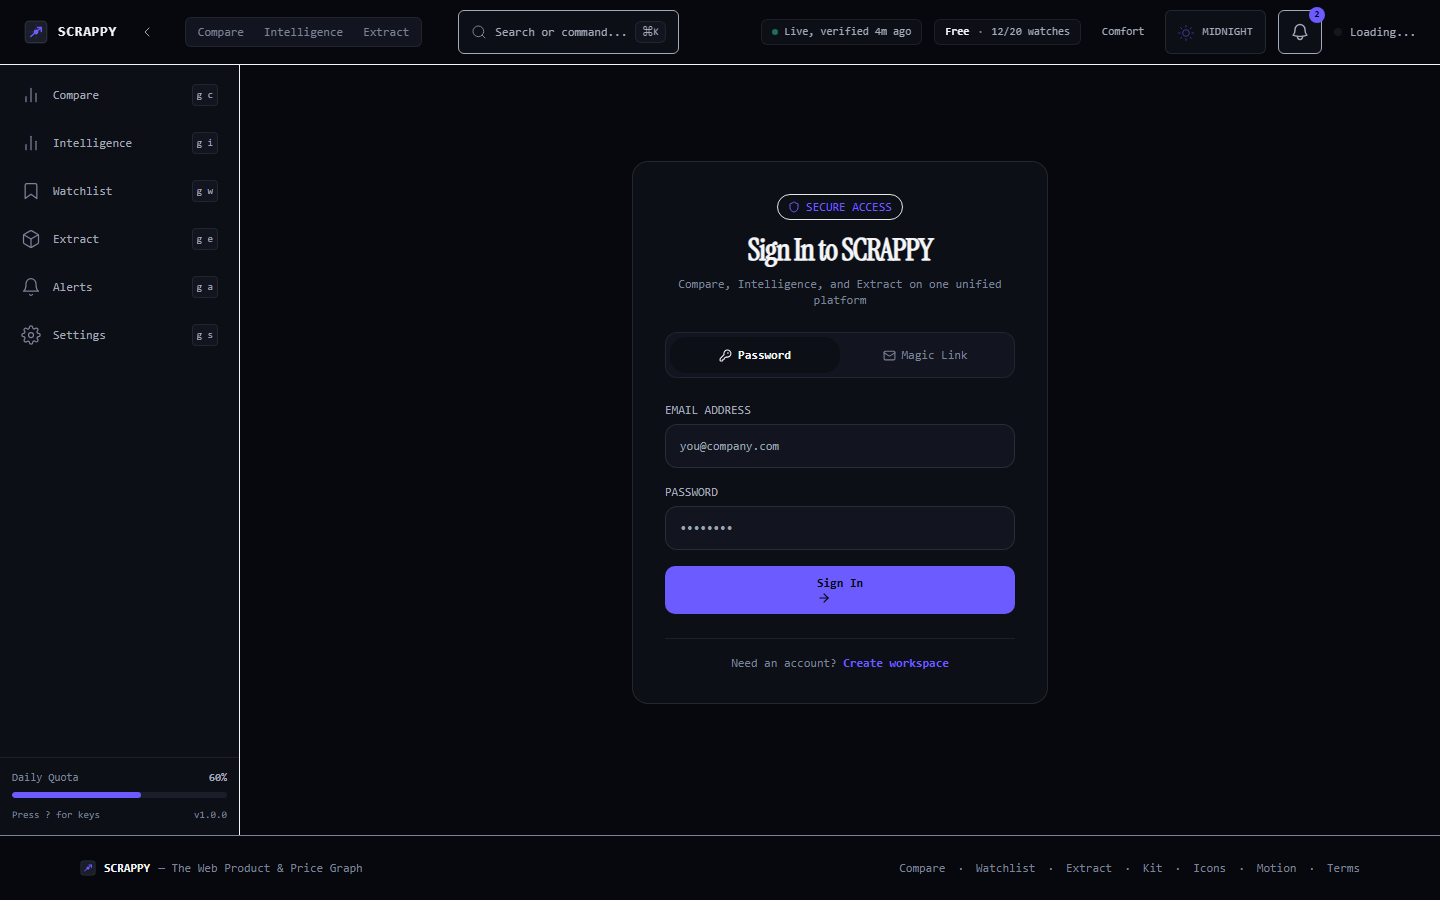 SCRAPPY
Compare Intelligence Extract
Search or command... ⌘K
Live, verified 4m ago
Free · 12/20 watches
Comfort
MIDNIGHT
2
Loading...
Compare g c
Intelligence g i
Watchlist g w
Extract g e
Alerts g a
Settings g s
SECURE ACCESS
Sign In to SCRAPPY
Compare, Intelligence, and Extract on one unified
platform
Password Magic Link
EMAIL ADDRESS
you@company.com
PASSWORD
••••••••
Sign In
→
Need an account? Create workspace
Daily Quota 60%
Press ? for keys v1.0.0
SCRAPPY — The Web Product & Price Graph
Compare · Watchlist · Extract · Kit · Icons · Motion · Terms